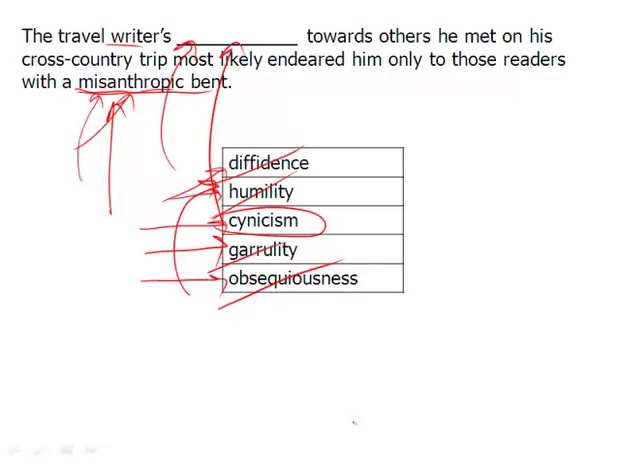 The travel writer's ______________ towards others he met on his
cross-country trip most likely endeared him only to those readers
with a misanthropic bent.
diffidence
humility
cynicism
garrulity
obsequiousness